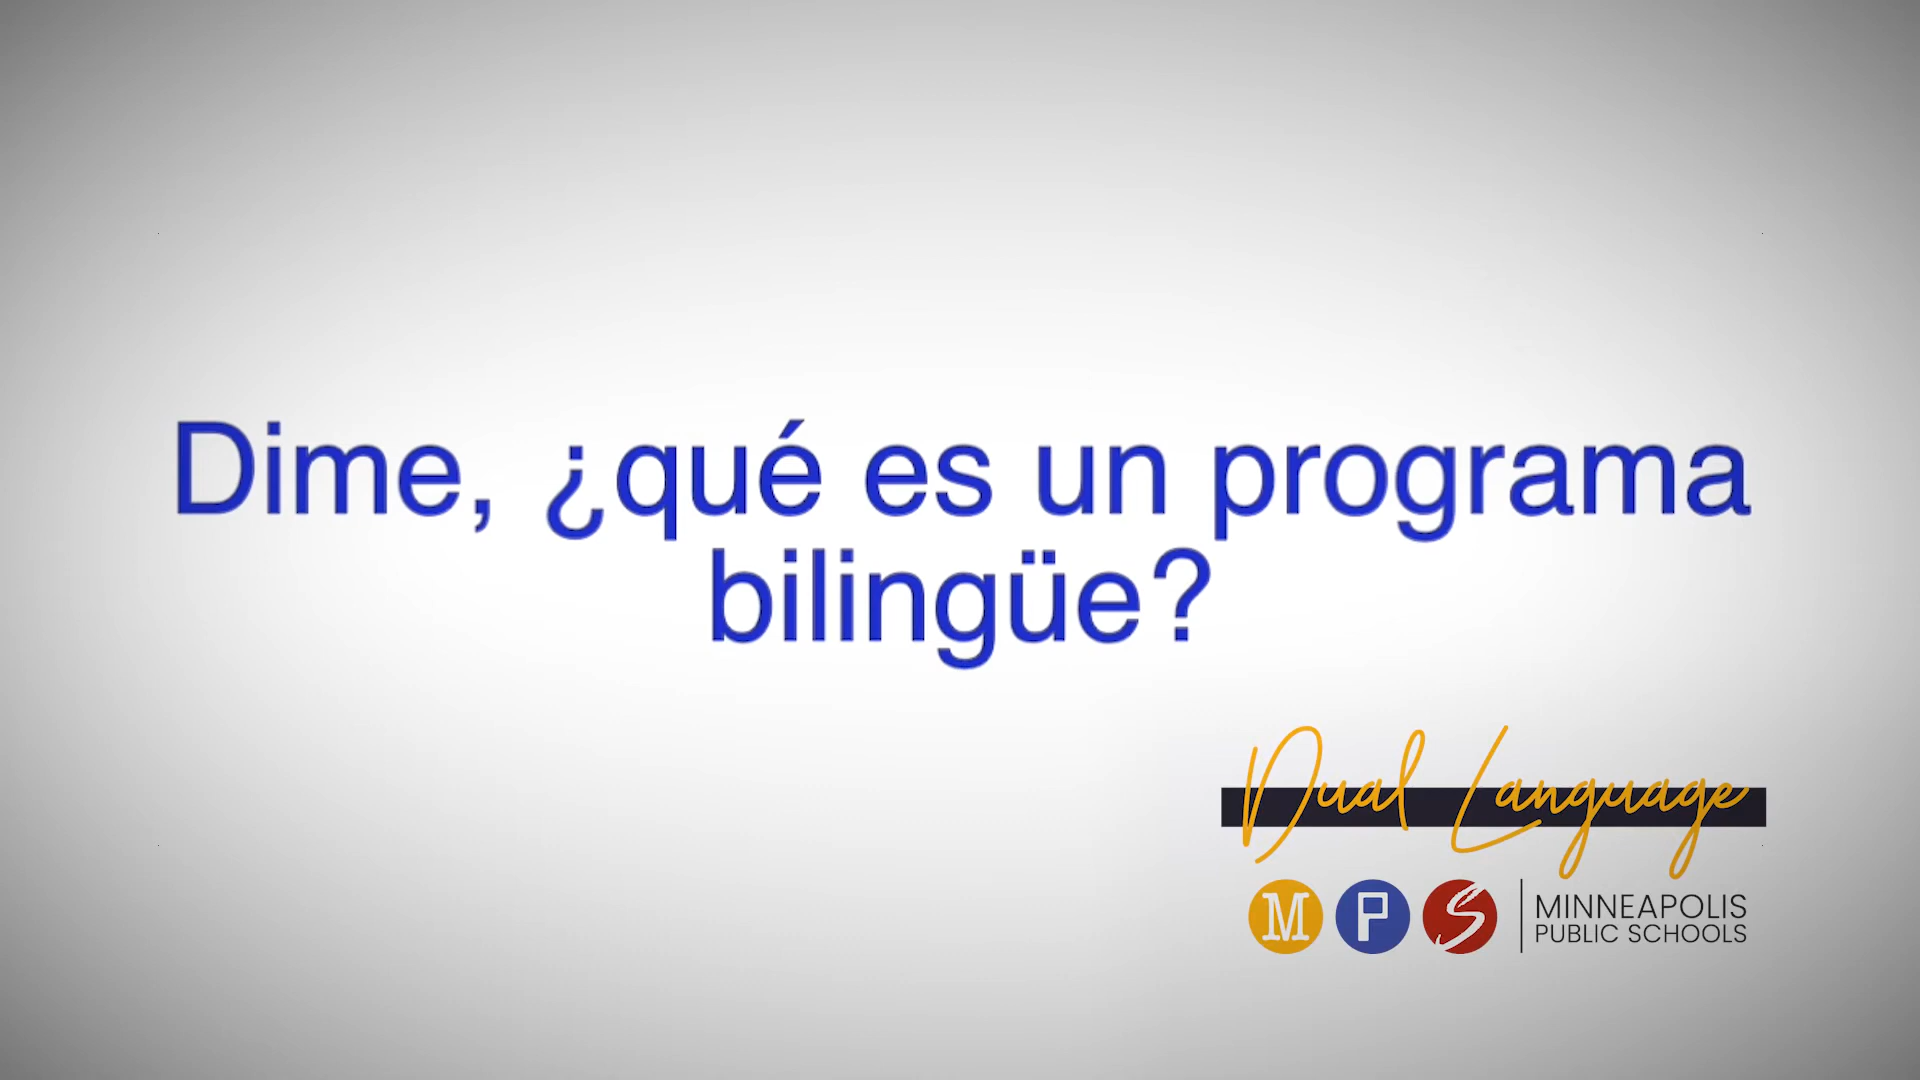 Dime, ¿qué es un programa
bilingüe?
Dual Language
M P S
MINNEAPOLIS
PUBLIC SCHOOLS